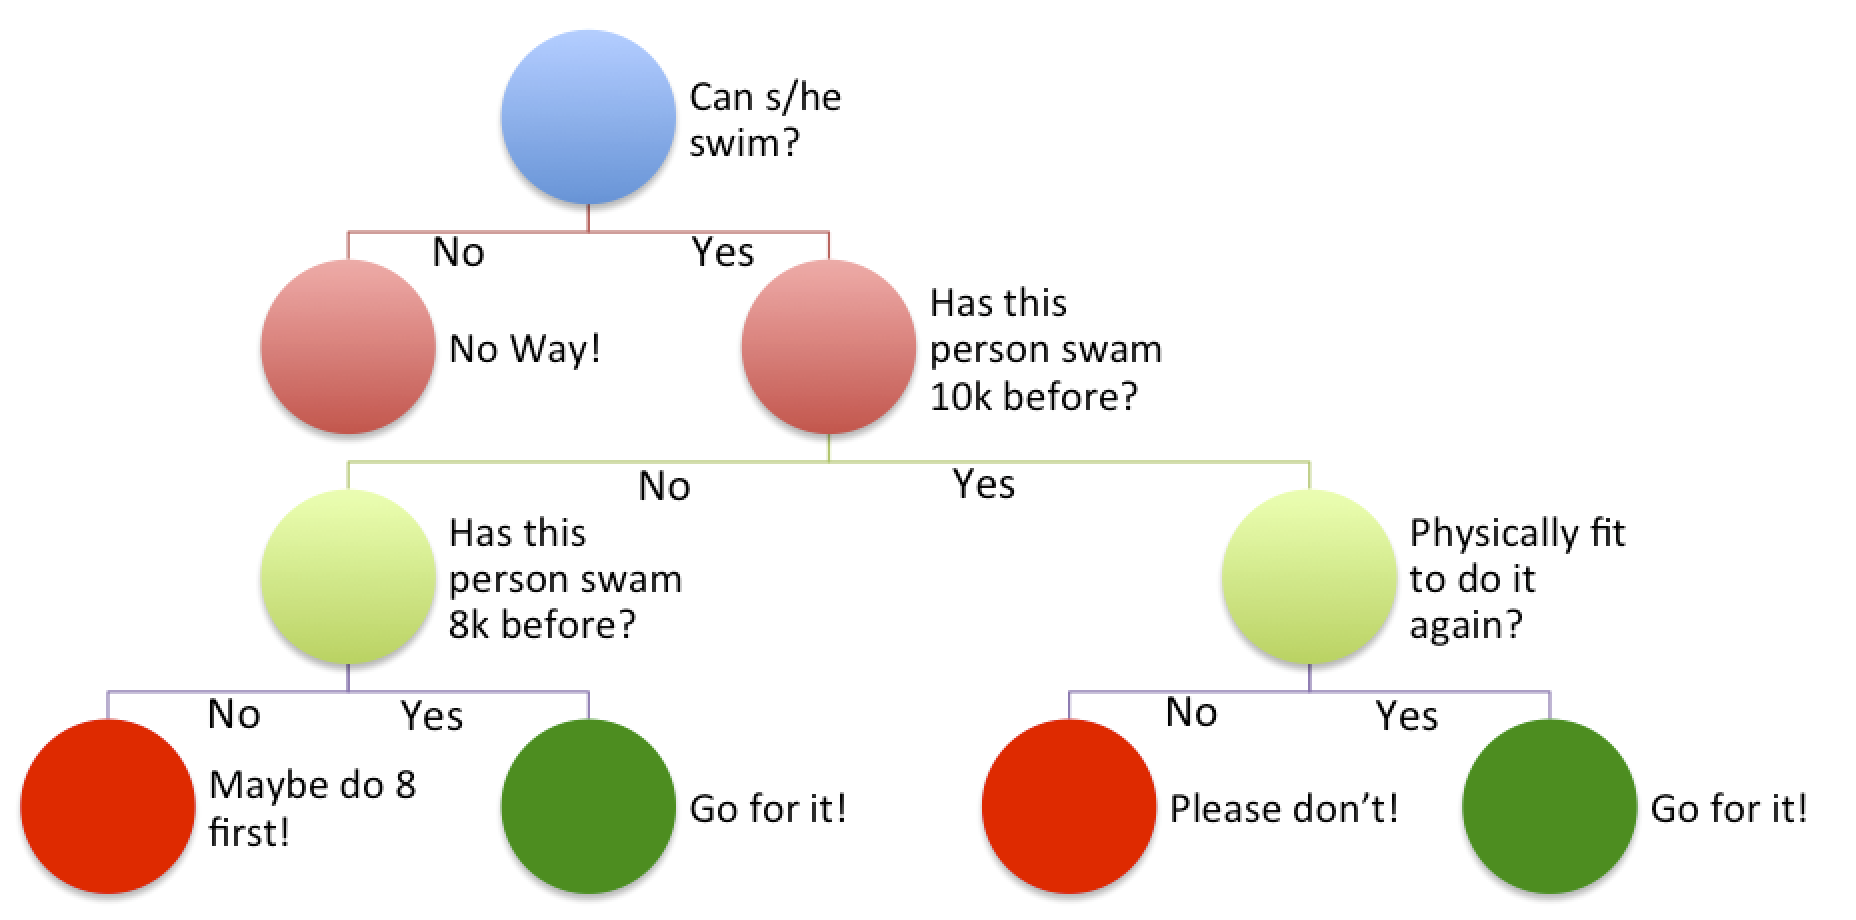 Can s/he
swim?
No
Yes
No Way!
Has this
person swam
10k before?
No
Yes
Has this
person swam
8k before?
Physically fit
to do it
again?
No
Yes
No
Yes
Maybe do 8
first!
Go for it!
Please don’t!
Go for it!